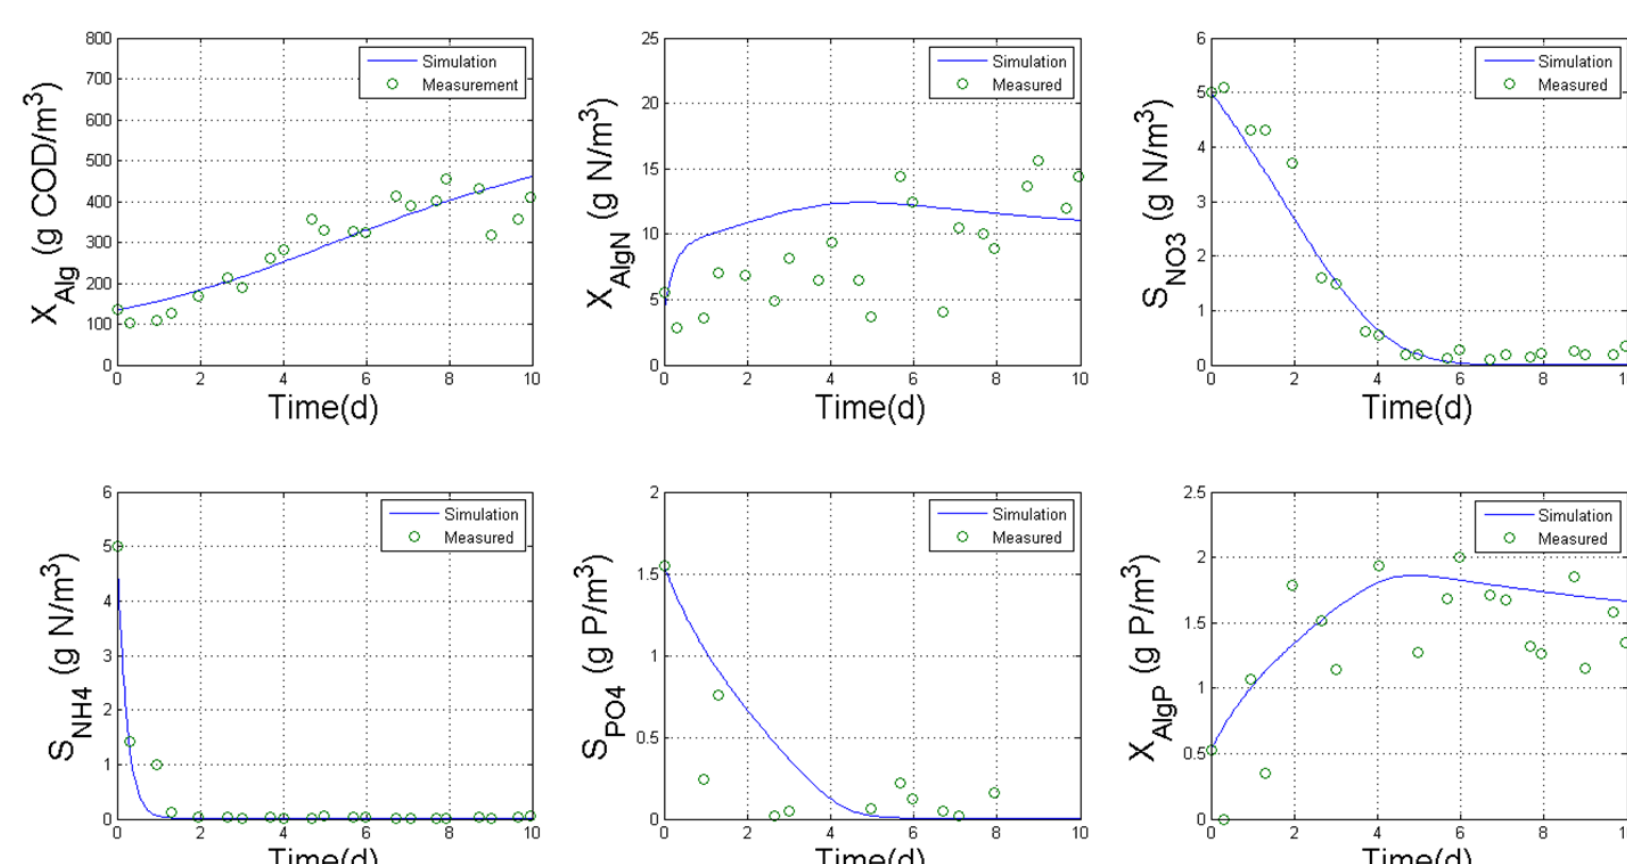 800
700
600
500
400
300
200
100
0
0 2 4 6 8 10
X_Alg (g COD/m³)
Time(d)
Simulation
Measurement
25
20
15
10
5
0
0 2 4 6 8 10
X_AlgN (g N/m³)
Time(d)
Simulation
Measured
6
5
4
3
2
1
0
0 2 4 6 8
S_NO3 (g N/m³)
Time(d)
Simulation
Measured
6
5
4
3
2
1
0
0 2 4 6 8 10
S_NH4 (g N/m³)
Time(d)
Simulation
Measured
2
1.5
1
0.5
0
0 2 4 6 8 10
S_PO4 (g P/m³)
Time(d)
Simulation
Measured
2.5
2
1.5
1
0.5
0
0 2 4 6 8
X_AlgP (g P/m³)
Time(d)
Simulation
Measured